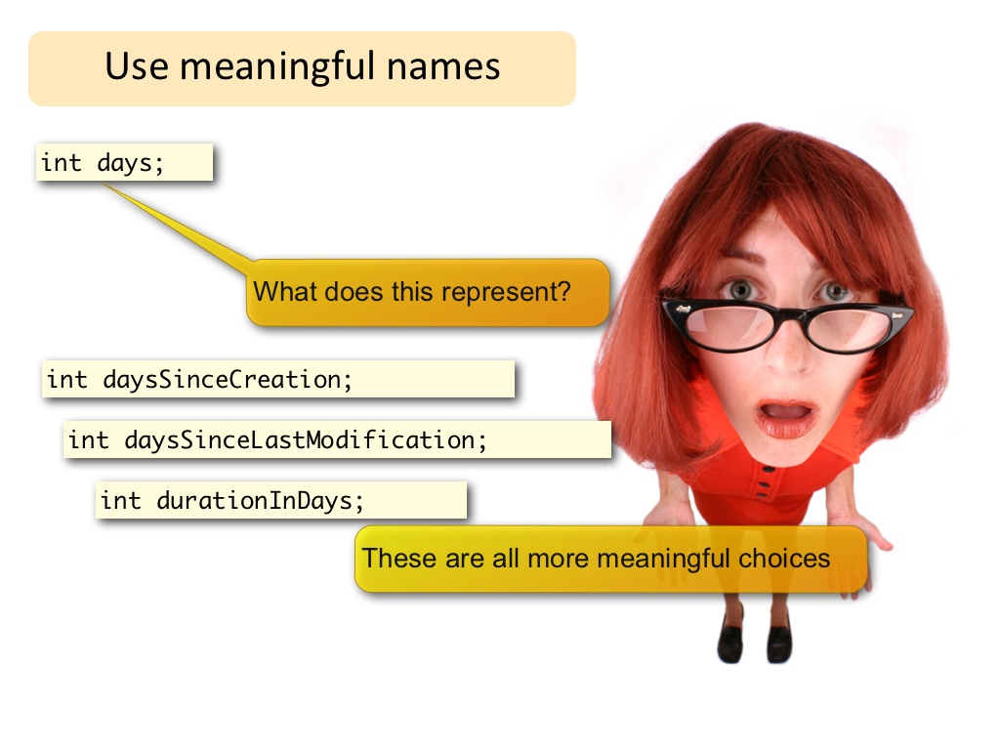 Use meaningful names
int days;
What does this represent?
int daysSinceCreation;
int daysSinceLastModification;
int durationInDays;
These are all more meaningful choices